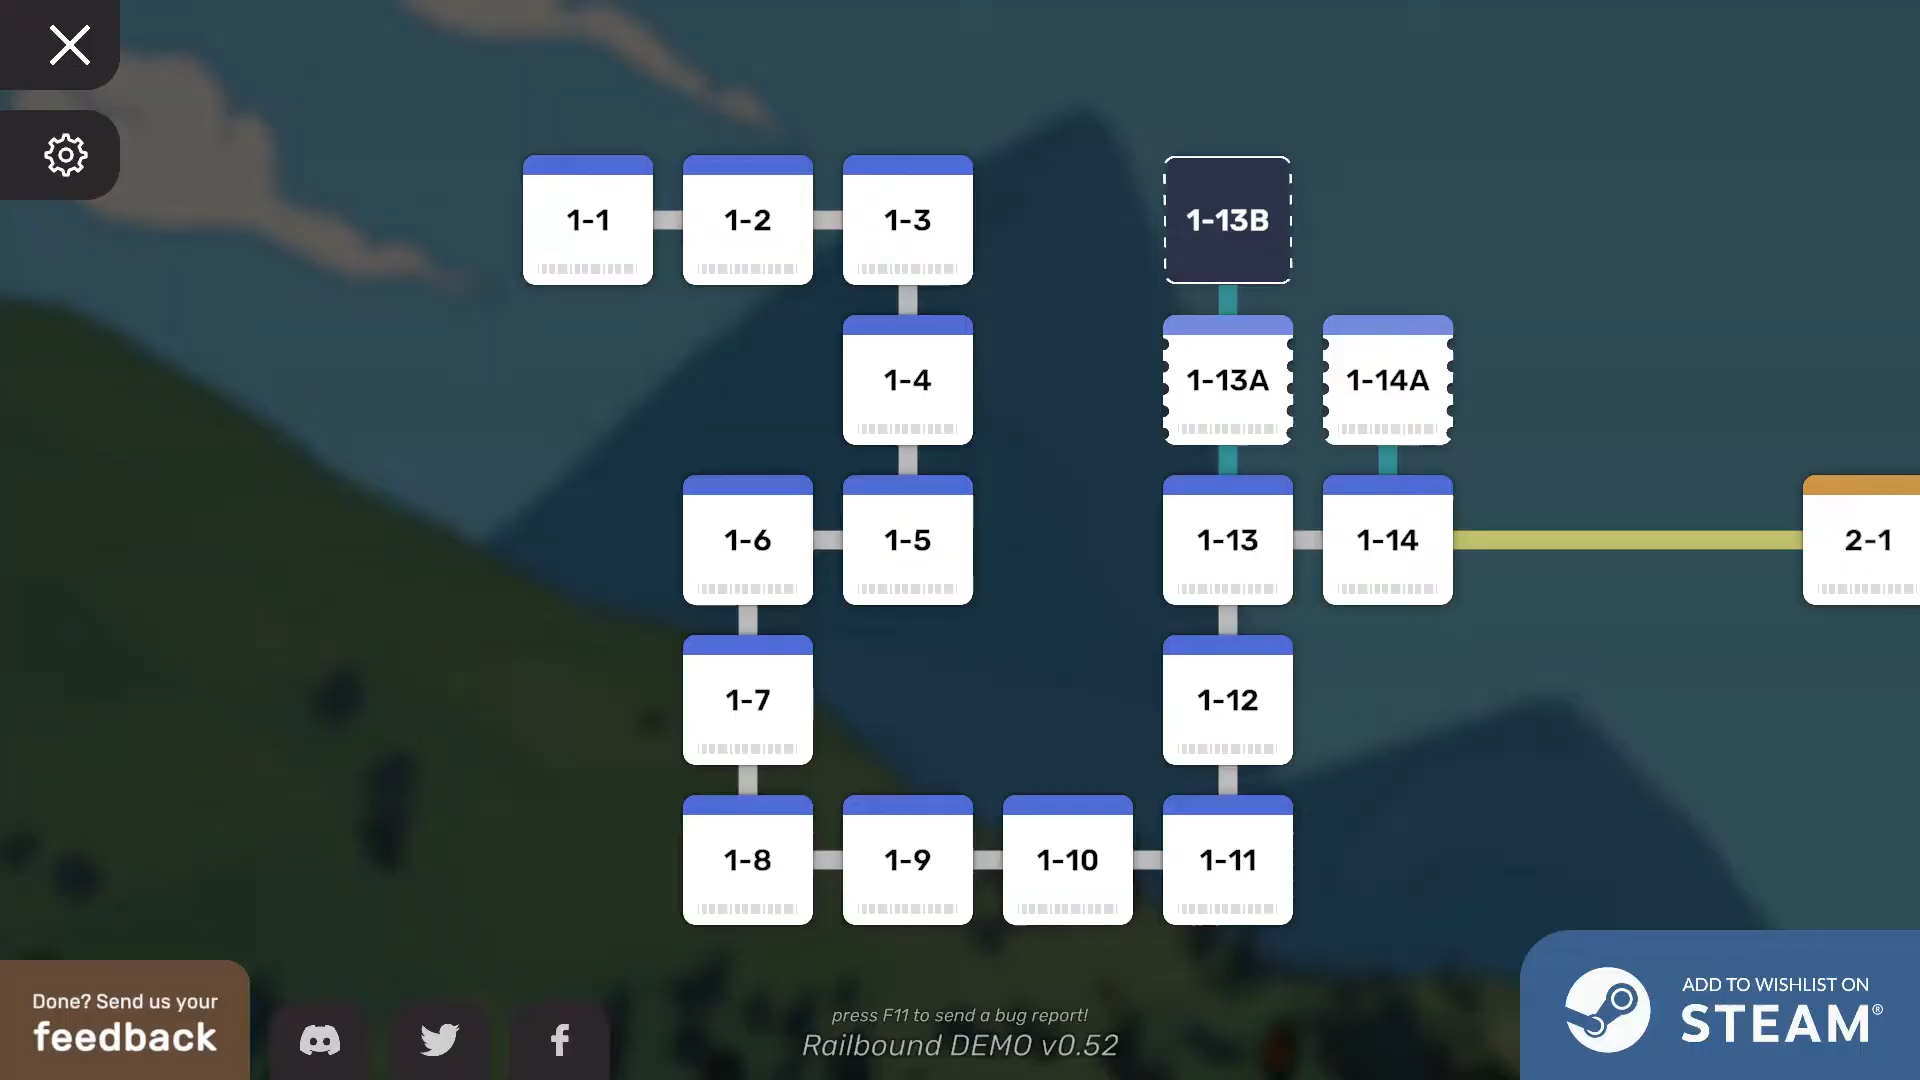 1-1
1-2
1-3
1-13B
1-4
1-13A
1-14A
1-6
1-5
1-13
1-14
2-1
1-7
1-12
1-8
1-9
1-10
1-11
Done? Send us your
feedback
press F11 to send a bug report!
Railbound DEMO v0.52
ADD TO WISHLIST ON
STEAM®